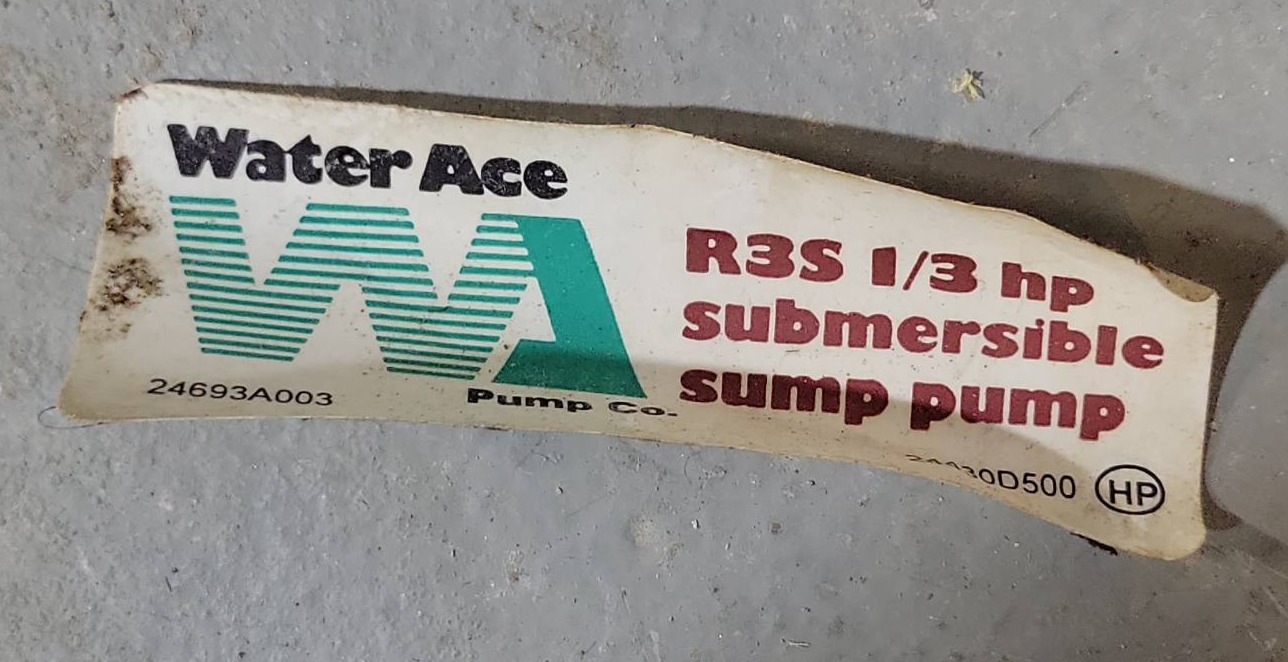 Water Ace
WA
Pump Co.
24693A003
R3S 1/3 hp
submersible
sump pump
HP